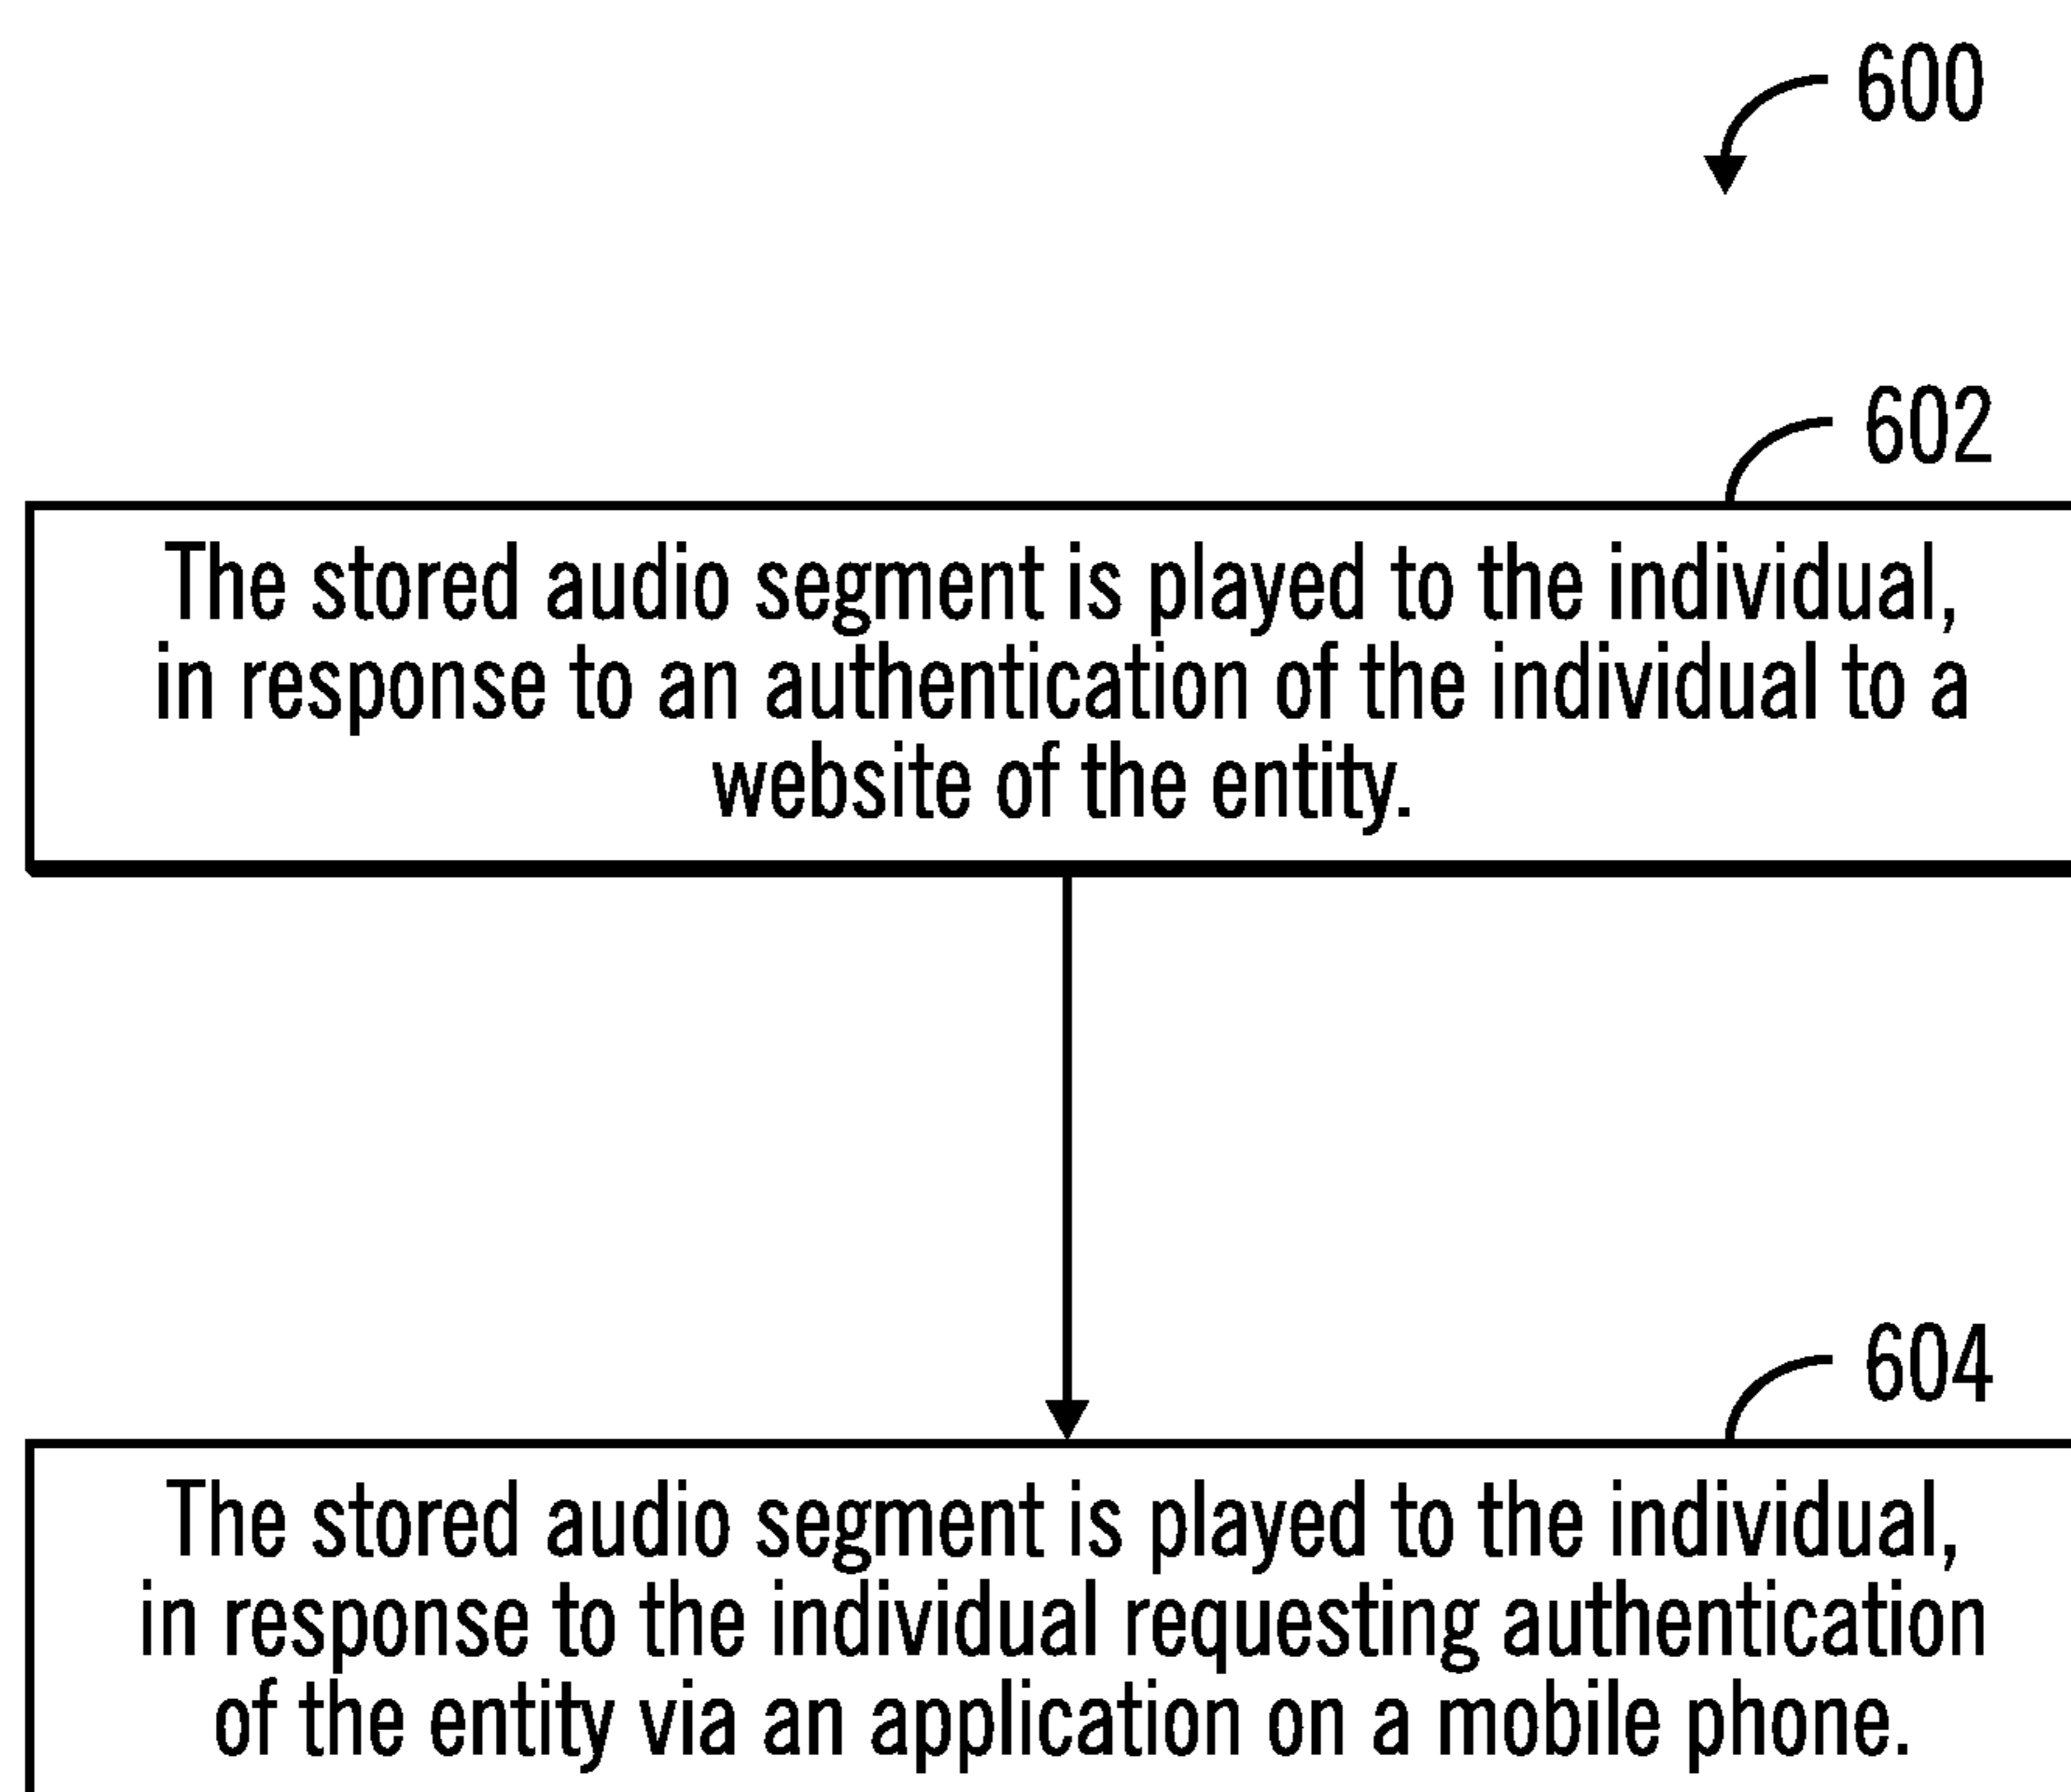 600
602
The stored audio segment is played to the individual,
in response to an authentication of the individual to a
website of the entity.
604
The stored audio segment is played to the individual,
in response to the individual requesting authentication
of the entity via an application on a mobile phone.